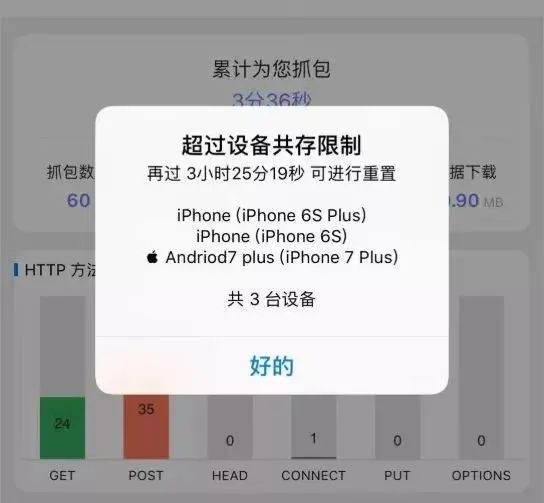 累计为您抓包
3分36秒
超过设备共存限制
再过 3小时25分19秒 可进行重置
抓包数
据下载
60
.90 MB
iPhone (iPhone 6S Plus)
iPhone (iPhone 6S)
Andriod7 plus (iPhone 7 Plus)
HTTP 方法
共 3 台设备
好的
24
35
0
1
0
0
GET
POST
HEAD
CONNECT
PUT
OPTIONS